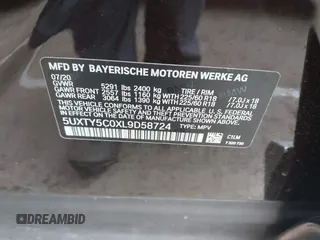 MFD BY BAYERISCHE MOTOREN WERKE AG
07/20
GVWR 5291 lbs 2400 kg TIRE / RIM
GAWR FRONT 2557 lbs 1160 kg 225/60 R18 / 7.0J x 18
GAWR REAR 3064 lbs 1390 kg 225/60 R18 / 7.0J x 18
THIS VEHICLE CONFORMS TO ALL APPLICABLE
U.S. FEDERAL MOTOR VEHICLE SAFETY AND
THEFT PREVENTION STANDARDS IN EFFECT ON
THE DATE OF MANUFACTURE SHOWN ABOVE.
5UXTY5C0XL9D58724 TYPE: MPV
C1LM
DREAMBID